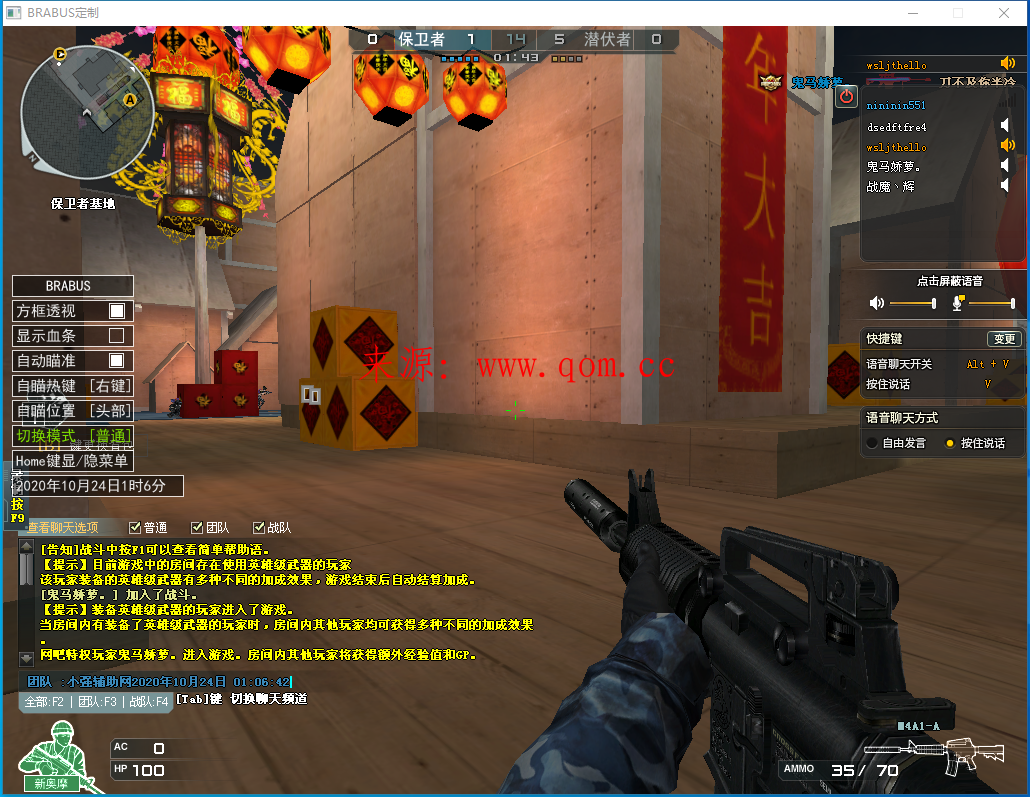 BRABUS定制
0 保卫者 1 14 5 潜伏者 0
01:43
A
N
保卫者基地
福
福
年大吉
鬼马娇萝
wsljthello
刀不及你半冷
nininin551
dsedftfre4
wsljthello
鬼马娇萝。
战魔丶辉
点击屏蔽语音
快捷键 变更
语音聊天开关 Alt + V
按住说话 V
语音聊天方式
自由发言 按住说话
BRABUS
方框透视
显示血条
自动瞄准
自瞄热键 [右键]
自瞄位置 [头部]
切换模式 [普通]
Home键显/隐菜单
2020年10月24日1时6分
按
F9
来源: www.qom.cc
查看聊天选项 普通 团队 战队
[告知]战斗中按F1可以查看简单帮助语。
【提示】目前游戏中的房间存在使用英雄级武器的玩家
该玩家装备的英雄级武器有多种不同的加成效果，游戏结束后自动结算加成。
[鬼马娇萝。] 加入了战斗。
【提示】装备英雄级武器的玩家进入了游戏。
当房间内有装备了英雄级武器的玩家时，房间内其他玩家均可获得多种不同的加成效果
。
网吧特权玩家鬼马娇萝。进入游戏。房间内其他玩家将获得额外经验值和GP。
团队 :小强辅助网2020年10月24日 01:06:42
全部:F2 | 团队:F3 | 战队:F4 [Tab]键 切换聊天频道
AC 0
HP 100
新奥摩
M4A1-A
AMMO 35/ 70